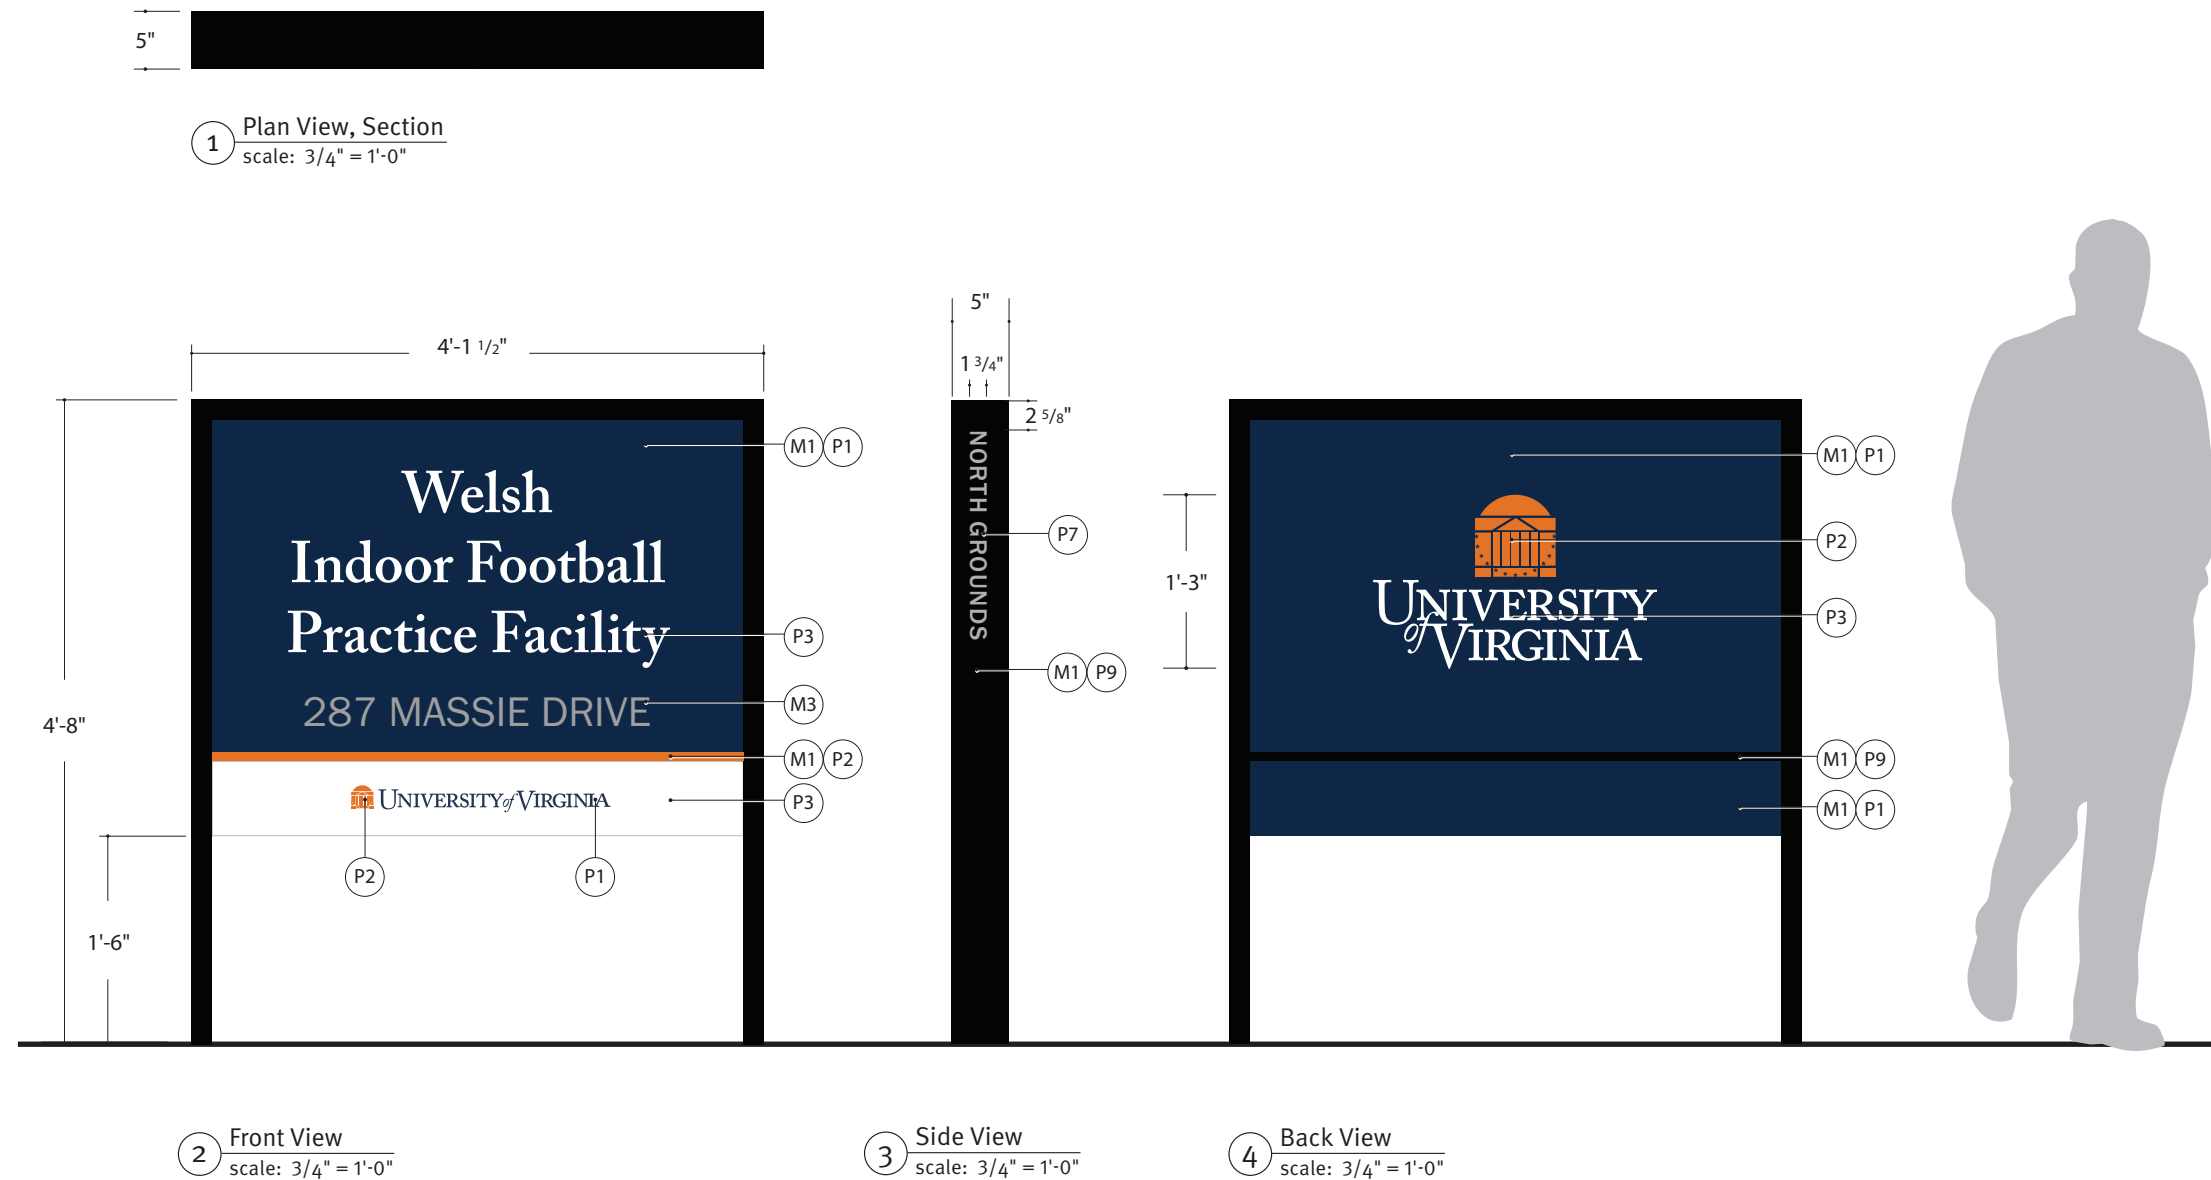 5"
1 Plan View, Section
scale: 3/4" = 1'-0"
4'-1 1/2"
4'-8"
1'-6"
Welsh
Indoor Football
Practice Facility
287 MASSIE DRIVE
UNIVERSITY of VIRGINIA
M1 P1
P3
M3
M1 P2
P3
P2
P1
2 Front View
scale: 3/4" = 1'-0"
5"
1 3/4"
2 5/8"
NORTH GROUNDS
P7
M1 P9
3 Side View
scale: 3/4" = 1'-0"
1'-3"
UNIVERSITY
of VIRGINIA
M1 P1
P2
P3
M1 P9
M1 P1
4 Back View
scale: 3/4" = 1'-0"